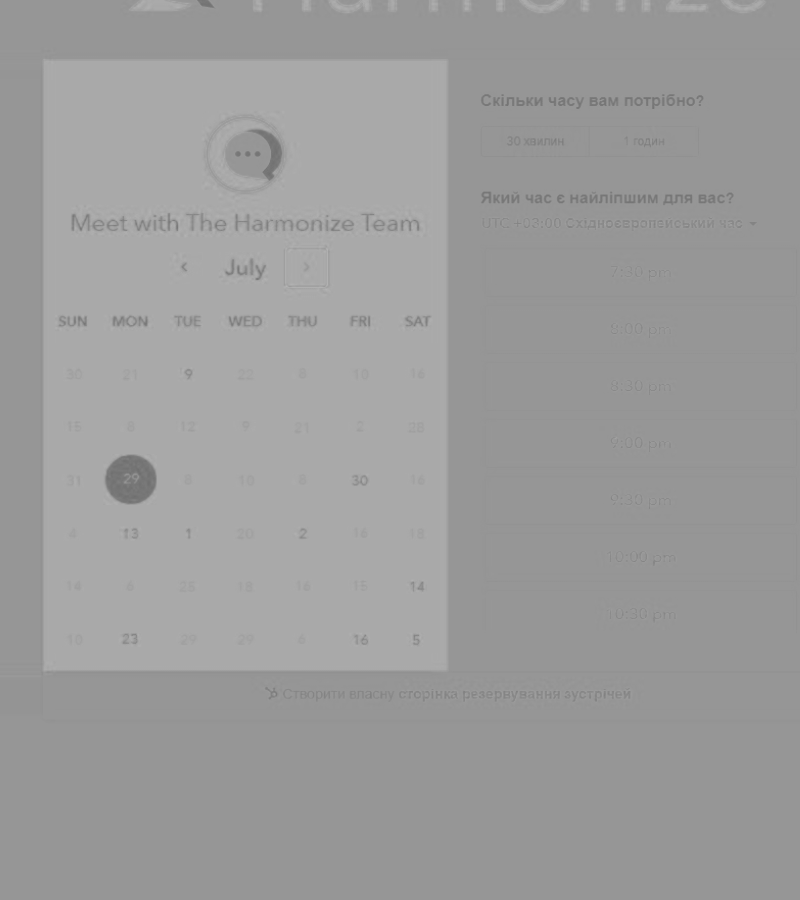 Harmonize
Meet with The Harmonize Team
‹ July ›
SUN MON TUE WED THU FRI SAT
30 21 9 22 8 10 16
15 8 12 9 21 2 28
31 29 8 10 8 30 16
4 13 1 20 2 16 18
14 6 28 18 16 15 14
10 23 29 29 6 16 5
Скільки часу вам потрібно?
30 хвилин 1 годин
Який час є найліпшим для вас?
UTC +03:00 Східноєвропейський час
7:30 pm
8:00 pm
8:30 pm
9:00 pm
9:30 pm
10:00 pm
10:30 pm
Створити власну сторінка резервування зустрічей